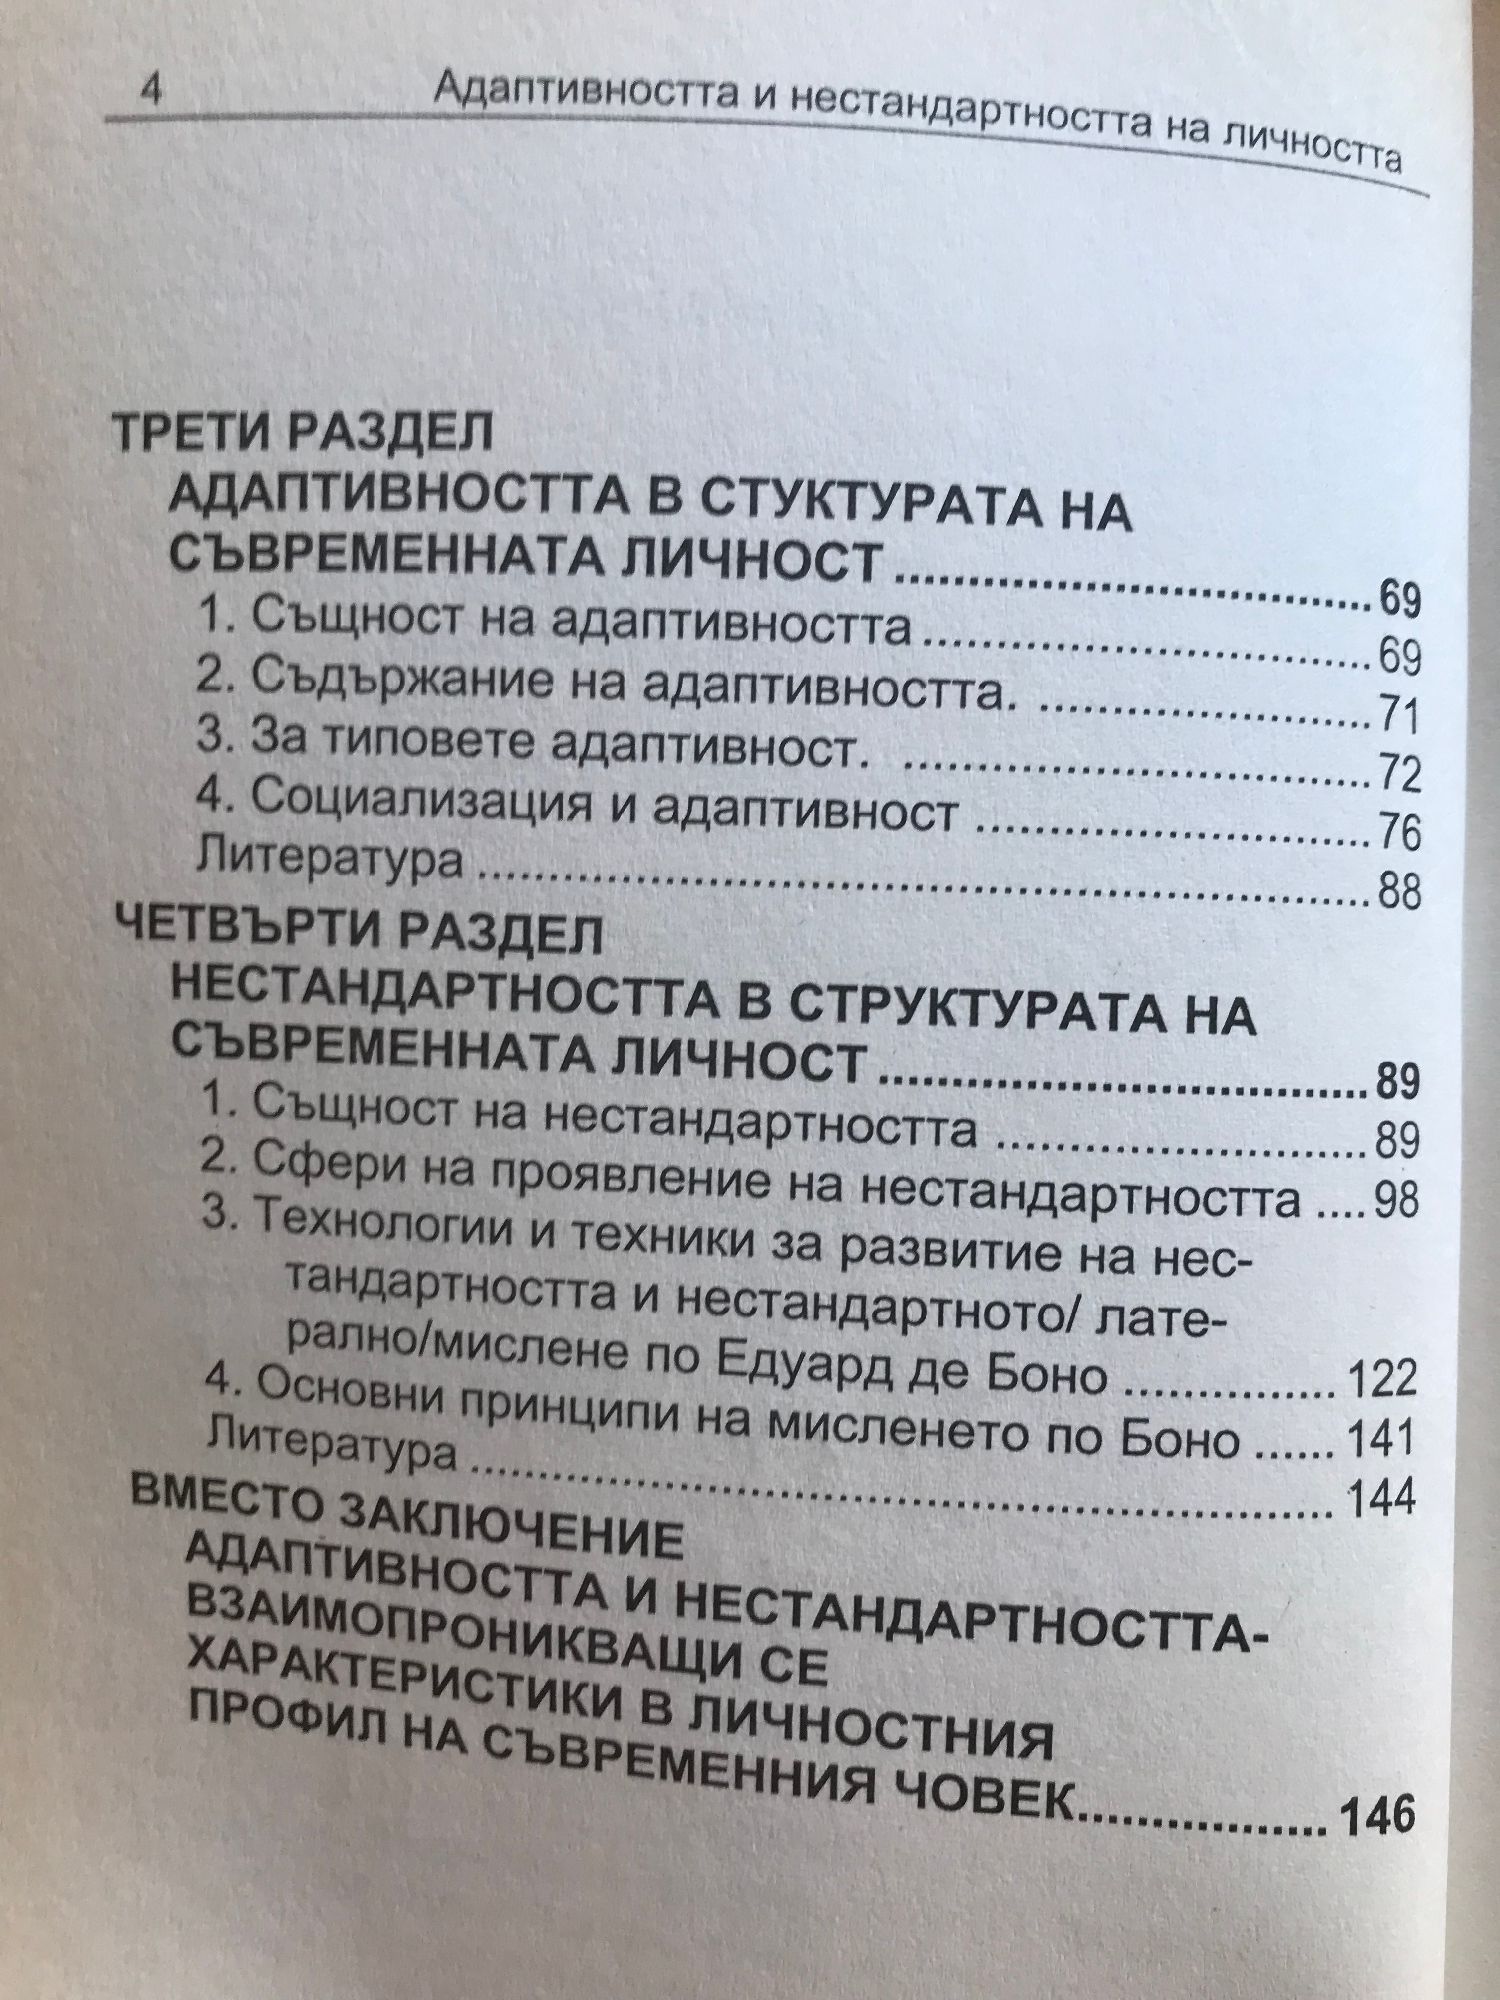 4 Адаптивността и нестандартността на личността
ТРЕТИ РАЗДЕЛ
АДАПТИВНОСТТА В СТУКТУРАТА НА
СЪВРЕМЕННАТА ЛИЧНОСТ ................................. 69
1. Същност на адаптивността ............................... 69
2. Съдържание на адаптивността. ....................... 71
3. За типовете адаптивност. ................................ 72
4. Социализация и адаптивност ........................... 76
Литература .............................................................. 88
ЧЕТВЪРТИ РАЗДЕЛ
НЕСТАНДАРТНОСТТА В СТРУКТУРАТА НА
СЪВРЕМЕННАТА ЛИЧНОСТ .................................. 89
1. Същност на нестандартността .......................... 89
2. Сфери на проявление на нестандартността .... 98
3. Технологии и техники за развитие на нес-
тандартността и нестандартното/ лате-
рално/мислене по Едуард де Боно ............... 122
4. Основни принципи на мисленето по Боно ...... 141
Литература ............................................................ 144
ВМЕСТО ЗАКЛЮЧЕНИЕ
АДАПТИВНОСТТА И НЕСТАНДАРТНОСТТА-
ВЗАИМОПРОНИКВАЩИ СЕ
ХАРАКТЕРИСТИКИ В ЛИЧНОСТНИЯ
ПРОФИЛ НА СЪВРЕМЕННИЯ ЧОВЕК................. 146